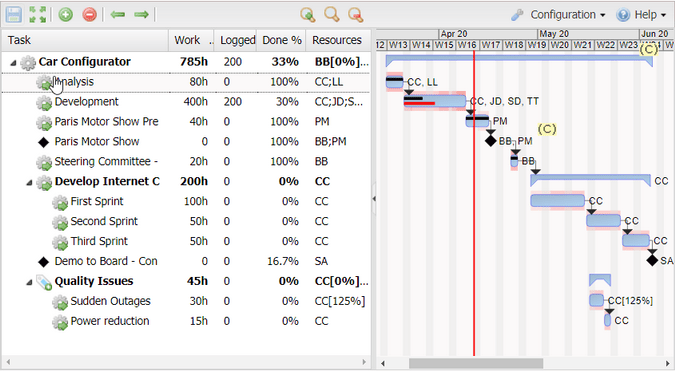 Configuration Help
Task Work .. Logged Done % Resources
Apr 20 May 20 Jun 20
12 W13 W14 W15 W16 W17 W18 W19 W20 W21 W22 W23 W24
Car Configurator 785h 200 33% BB[0%]... (C)
Analysis 80h 0 100% CC;LL CC, LL
Development 400h 200 30% CC;JD;S... CC, JD, SD, TT
Paris Motor Show Pre 40h 0 100% PM PM
(C)
Paris Motor Show 0 0 100% BB;PM BB; PM
Steering Committee - 20h 0 100% BB BB
Develop Internet C 200h 0 0% CC CC
First Sprint 100h 0 0% CC CC
Second Sprint 50h 0 0% CC CC
Third Sprint 50h 0 0% CC CC
Demo to Board - Con 0 0 16.7% SA SA
Quality Issues 45h 0 0% CC[0%]...
Sudden Outages 30h 0 0% CC[125%] CC[125%]
Power reduction 15h 0 0% CC CC